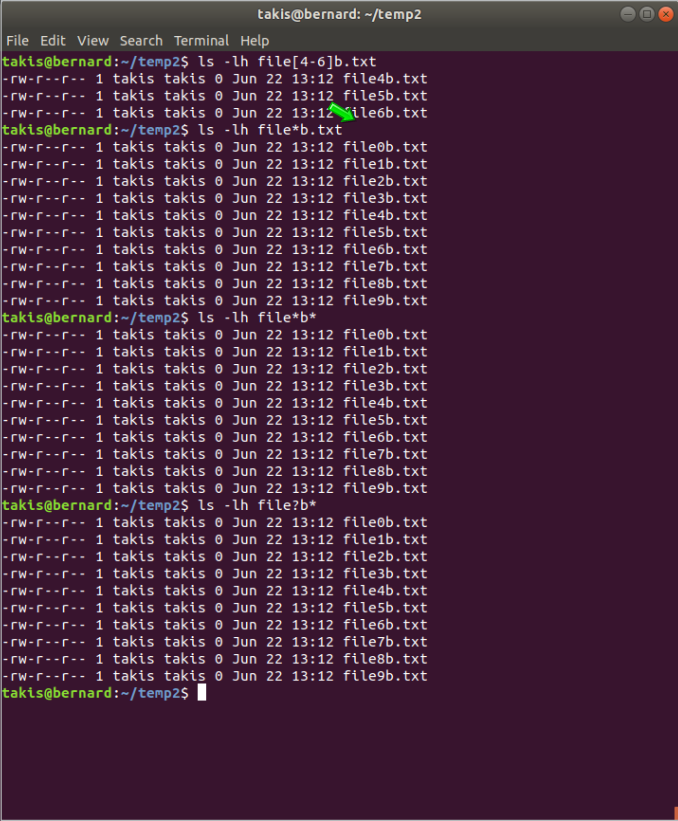 takis@bernard: ~/temp2
File Edit View Search Terminal Help
takis@bernard:~/temp2$ ls -lh file[4-6]b.txt
-rw-r--r-- 1 takis takis 0 Jun 22 13:12 file4b.txt
-rw-r--r-- 1 takis takis 0 Jun 22 13:12 file5b.txt
-rw-r--r-- 1 takis takis 0 Jun 22 13:12 file6b.txt
takis@bernard:~/temp2$ ls -lh file*b.txt
-rw-r--r-- 1 takis takis 0 Jun 22 13:12 file0b.txt
-rw-r--r-- 1 takis takis 0 Jun 22 13:12 file1b.txt
-rw-r--r-- 1 takis takis 0 Jun 22 13:12 file2b.txt
-rw-r--r-- 1 takis takis 0 Jun 22 13:12 file3b.txt
-rw-r--r-- 1 takis takis 0 Jun 22 13:12 file4b.txt
-rw-r--r-- 1 takis takis 0 Jun 22 13:12 file5b.txt
-rw-r--r-- 1 takis takis 0 Jun 22 13:12 file6b.txt
-rw-r--r-- 1 takis takis 0 Jun 22 13:12 file7b.txt
-rw-r--r-- 1 takis takis 0 Jun 22 13:12 file8b.txt
-rw-r--r-- 1 takis takis 0 Jun 22 13:12 file9b.txt
takis@bernard:~/temp2$ ls -lh file*b*
-rw-r--r-- 1 takis takis 0 Jun 22 13:12 file0b.txt
-rw-r--r-- 1 takis takis 0 Jun 22 13:12 file1b.txt
-rw-r--r-- 1 takis takis 0 Jun 22 13:12 file2b.txt
-rw-r--r-- 1 takis takis 0 Jun 22 13:12 file3b.txt
-rw-r--r-- 1 takis takis 0 Jun 22 13:12 file4b.txt
-rw-r--r-- 1 takis takis 0 Jun 22 13:12 file5b.txt
-rw-r--r-- 1 takis takis 0 Jun 22 13:12 file6b.txt
-rw-r--r-- 1 takis takis 0 Jun 22 13:12 file7b.txt
-rw-r--r-- 1 takis takis 0 Jun 22 13:12 file8b.txt
-rw-r--r-- 1 takis takis 0 Jun 22 13:12 file9b.txt
takis@bernard:~/temp2$ ls -lh file?b*
-rw-r--r-- 1 takis takis 0 Jun 22 13:12 file0b.txt
-rw-r--r-- 1 takis takis 0 Jun 22 13:12 file1b.txt
-rw-r--r-- 1 takis takis 0 Jun 22 13:12 file2b.txt
-rw-r--r-- 1 takis takis 0 Jun 22 13:12 file3b.txt
-rw-r--r-- 1 takis takis 0 Jun 22 13:12 file4b.txt
-rw-r--r-- 1 takis takis 0 Jun 22 13:12 file5b.txt
-rw-r--r-- 1 takis takis 0 Jun 22 13:12 file6b.txt
-rw-r--r-- 1 takis takis 0 Jun 22 13:12 file7b.txt
-rw-r--r-- 1 takis takis 0 Jun 22 13:12 file8b.txt
-rw-r--r-- 1 takis takis 0 Jun 22 13:12 file9b.txt
takis@bernard:~/temp2$